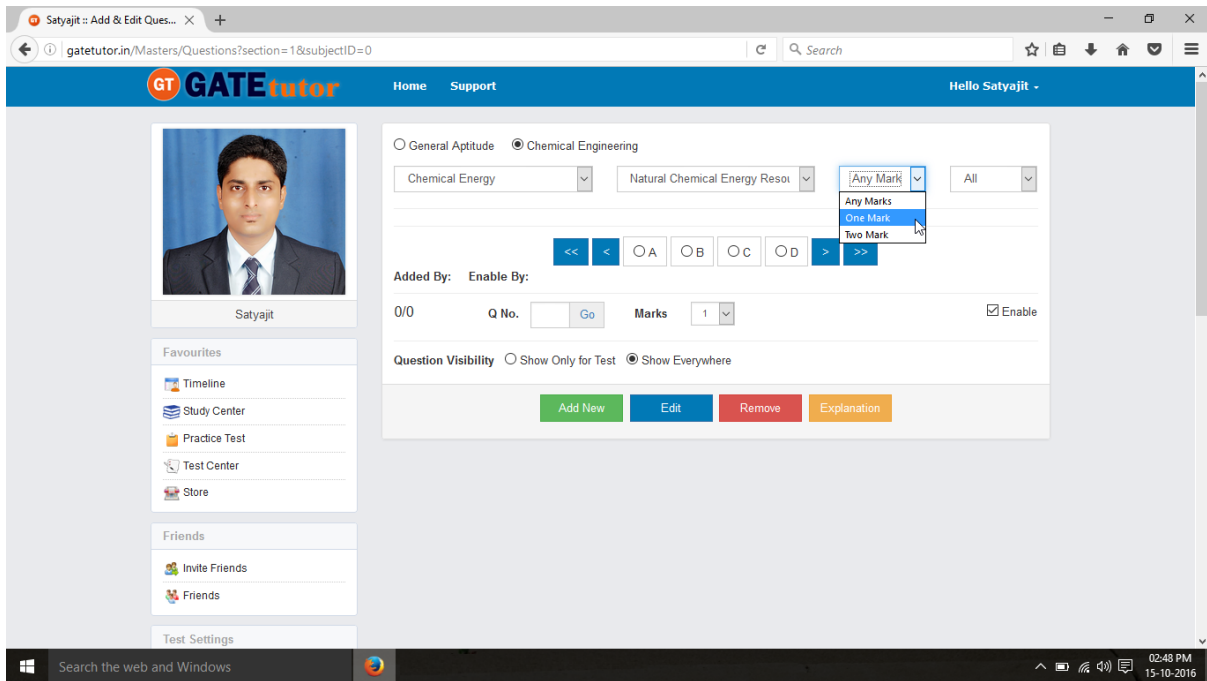 Satyajit :: Add & Edit Ques...
gatetutor.in/Masters/Questions?section=1&subjectID=0
Search
GT GATEtutor
Home Support Hello Satyajit
General Aptitude Chemical Engineering
Chemical Energy Natural Chemical Energy Resou Any Mark All
Any Marks
One Mark
Two Mark
<< < A B C D > >>
Added By: Enable By:
0/0 Q No. Go Marks 1 Enable
Question Visibility Show Only for Test Show Everywhere
Add New Edit Remove Explanation
Satyajit
Favourites
Timeline
Study Center
Practice Test
Test Center
Store
Friends
Invite Friends
Friends
Test Settings
Search the web and Windows
02:48 PM
15-10-2016